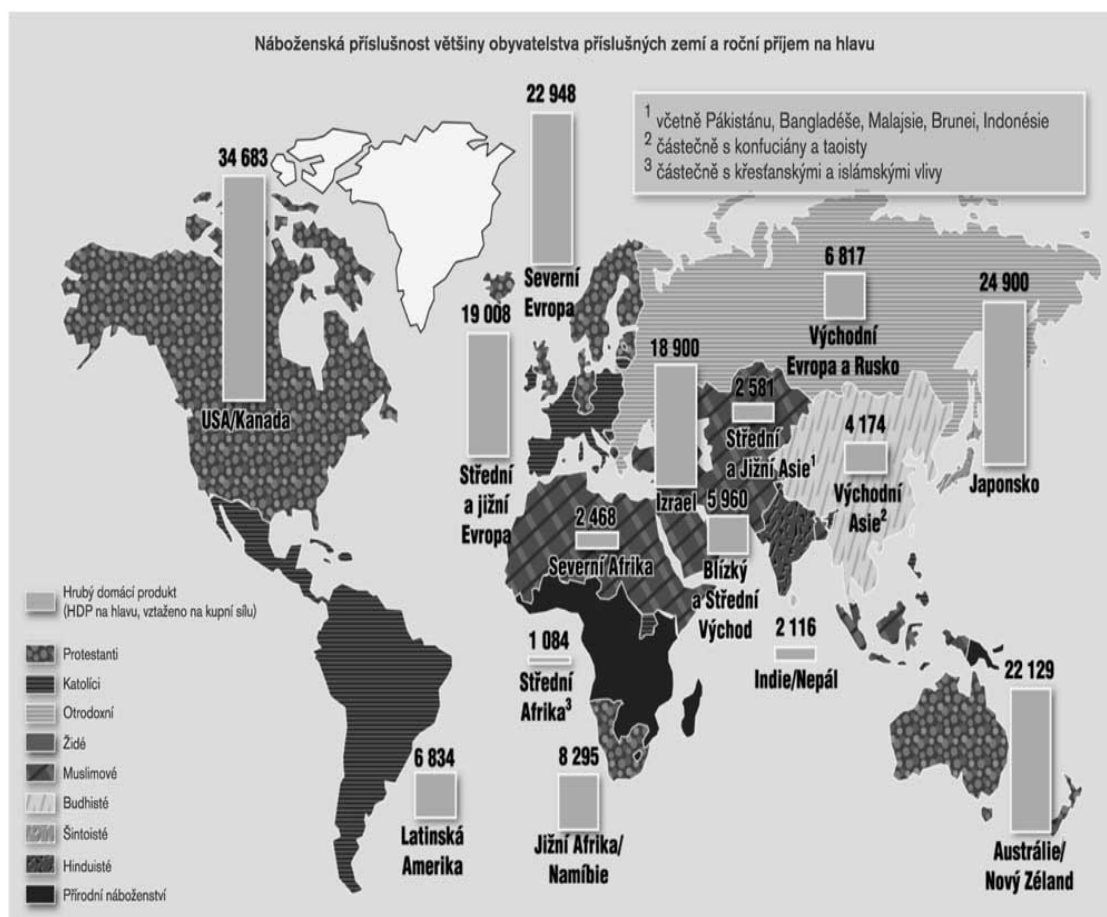 Náboženská příslušnost většiny obyvatelstva příslušných zemí a roční příjem na hlavu
1 včetně Pákistánu, Bangladéše, Malajsie, Brunei, Indonésie
2 částečně s konfuciány a taoisty
3 částečně s křesťanskými a islámskými vlivy
34 683
USA/Kanada
22 948
Severní
Evropa
19 008
Střední
a jižní
Evropa
18 900
Izrael
6 817
Východní
Evropa a Rusko
24 900
Japonsko
2 581
Střední
a Jižní Asie1
4 174
Východní
Asie2
2 468
Severní Afrika
5 960
Blízký
a Střední
Východ
1 084
Střední
Afrika3
2 116
Indie/Nepál
6 834
Latinská
Amerika
8 295
Jižní Afrika/
Namíbie
22 129
Austrálie/
Nový Zéland
Hrubý domácí produkt
(HDP na hlavu, vztaženo na kupní sílu)
Protestanti
Katolíci
Otrodoxní
Židé
Muslimové
Budhisté
Šintoisté
Hinduisté
Přírodní náboženství